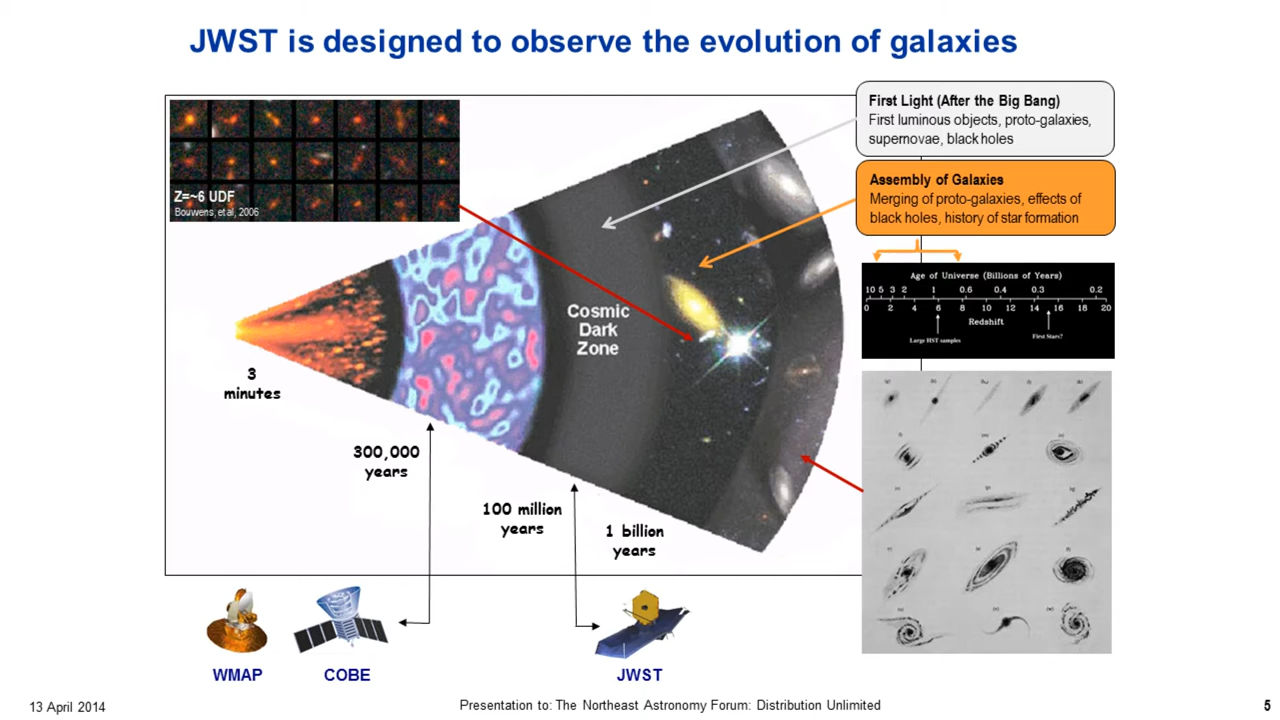 JWST is designed to observe the evolution of galaxies
Z=~6 UDF
Bouwens, et al, 2006
First Light (After the Big Bang)
First luminous objects, proto-galaxies,
supernovae, black holes
Assembly of Galaxies
Merging of proto-galaxies, effects of
black holes, history of star formation
Age of Universe (Billions of Years)
10 5 3 2 1 0.6 0.4 0.3 0.2
0 2 4 6 8 10 12 14 16 18 20
Redshift
Large HST samples
First Stars?
Cosmic
Dark
Zone
3
minutes
300,000
years
100 million
years
1 billion
years
WMAP
COBE
JWST
13 April 2014
Presentation to: The Northeast Astronomy Forum: Distribution Unlimited
5